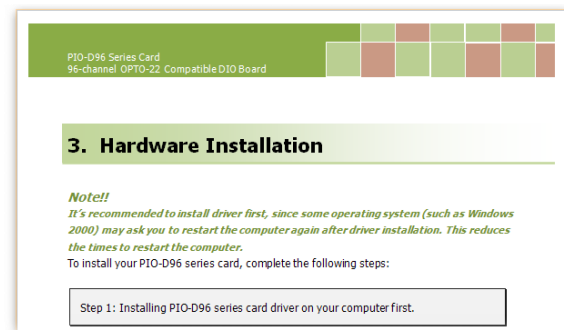 PIO-D96 Series Card
96-channel OPTO-22 Compatible DIO Board
3. Hardware Installation
Note!!
It's recommended to install driver first, since some operating system (such as Windows
2000) may ask you to restart the computer again after driver installation. This reduces
the times to restart the computer.
To install your PIO-D96 series card, complete the following steps:
Step 1: Installing PIO-D96 series card driver on your computer first.